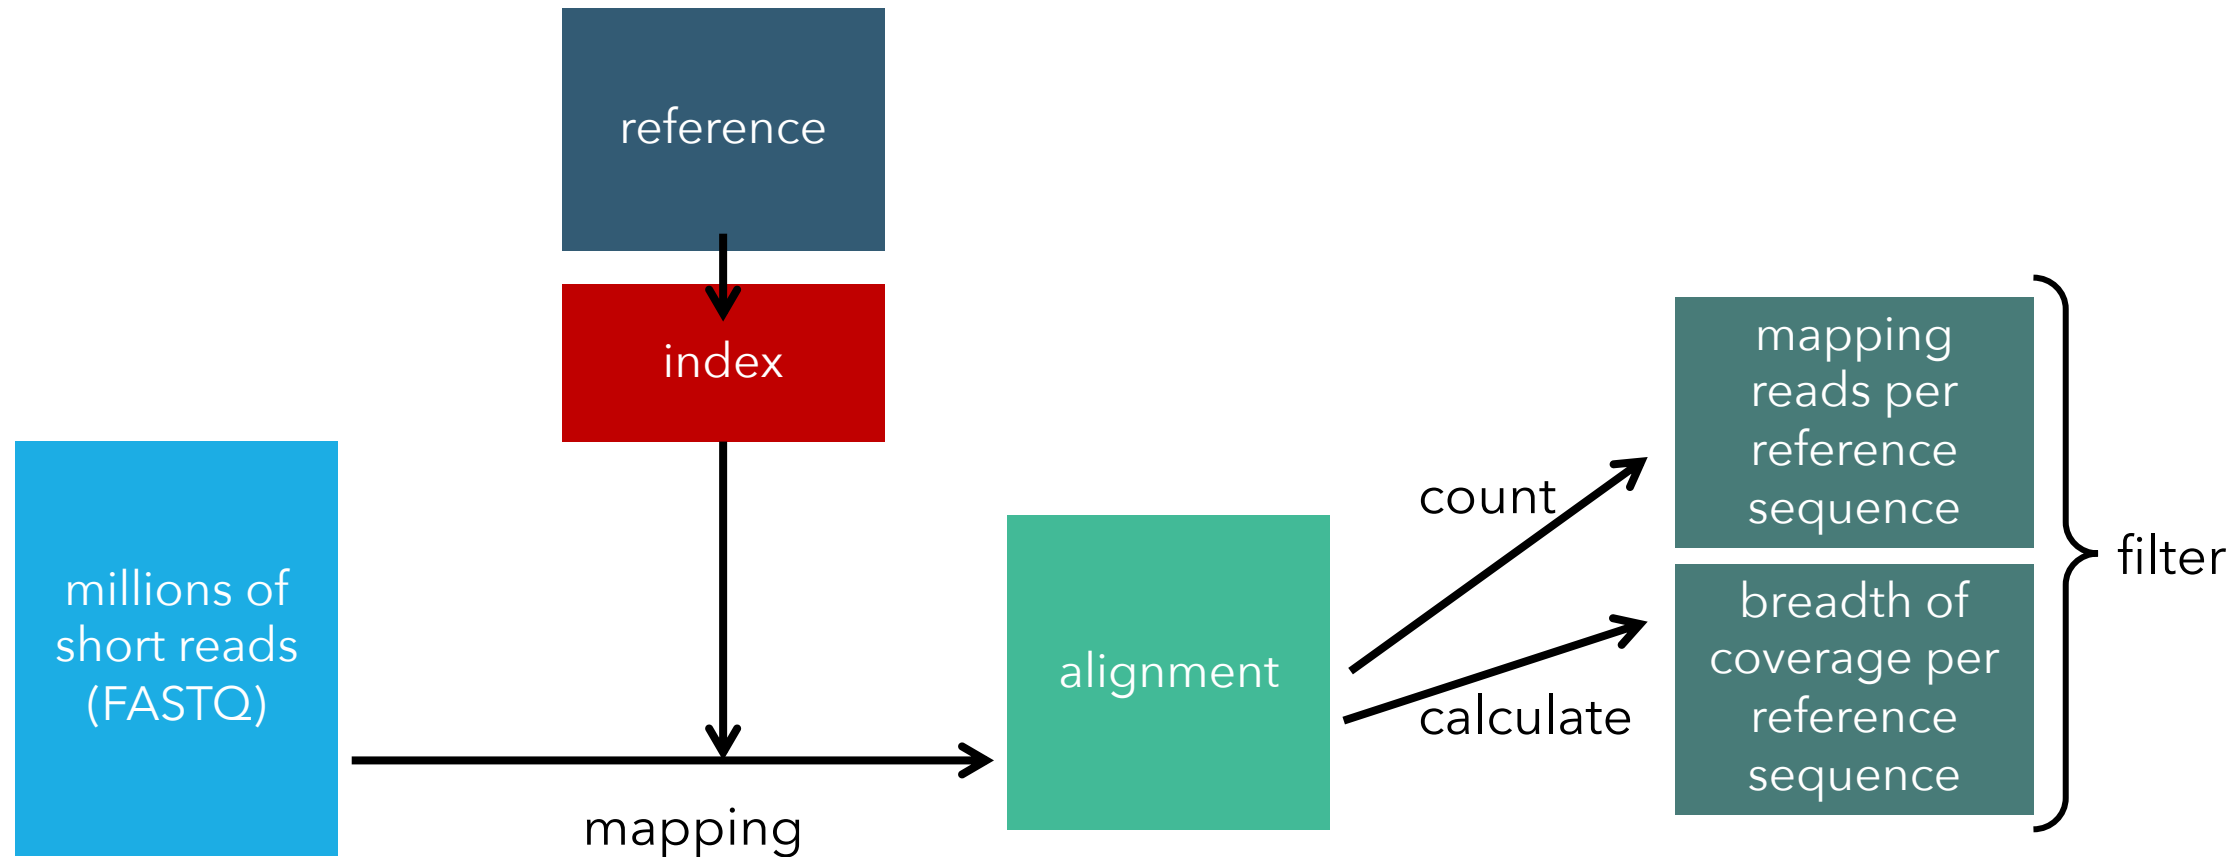 reference
index
millions of
short reads
(FASTQ)
mapping
alignment
count
calculate
mapping
reads per
reference
sequence
breadth of
coverage per
reference
sequence
filter